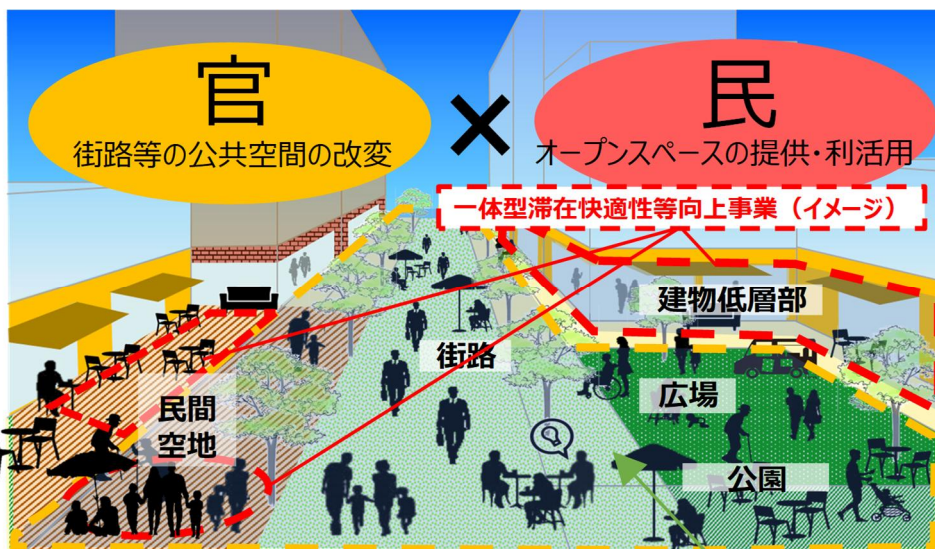 官
街路等の公共空間の改変
×
民
オープンスペースの提供・利活用
一体型滞在快適性等向上事業（イメージ）
建物低層部
街路
広場
民間
空地
公園